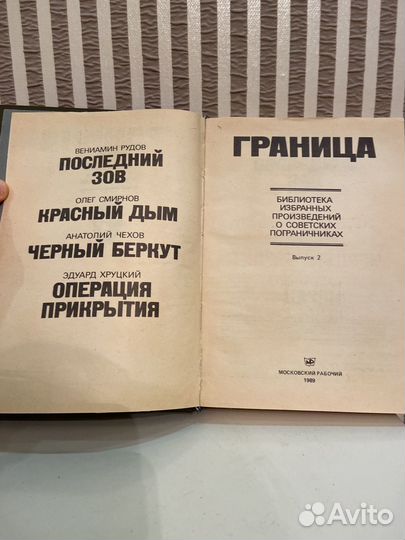 ВЕНИАМИН РУДОВ
ПОСЛЕДНИЙ
ЗОВ
ОЛЕГ СМИРНОВ
КРАСНЫЙ ДЫМ
АНАТОЛИЙ ЧЕХОВ
ЧЕРНЫЙ БЕРКУТ
ЭДУАРД ХРУЦКИЙ
ОПЕРАЦИЯ
ПРИКРЫТИЯ
ГРАНИЦА
БИБЛИОТЕКА
ИЗБРАННЫХ
ПРОИЗВЕДЕНИЙ
О СОВЕТСКИХ
ПОГРАНИЧНИКАХ
Выпуск 2
МОСКОВСКИЙ РАБОЧИЙ
1989
Avito